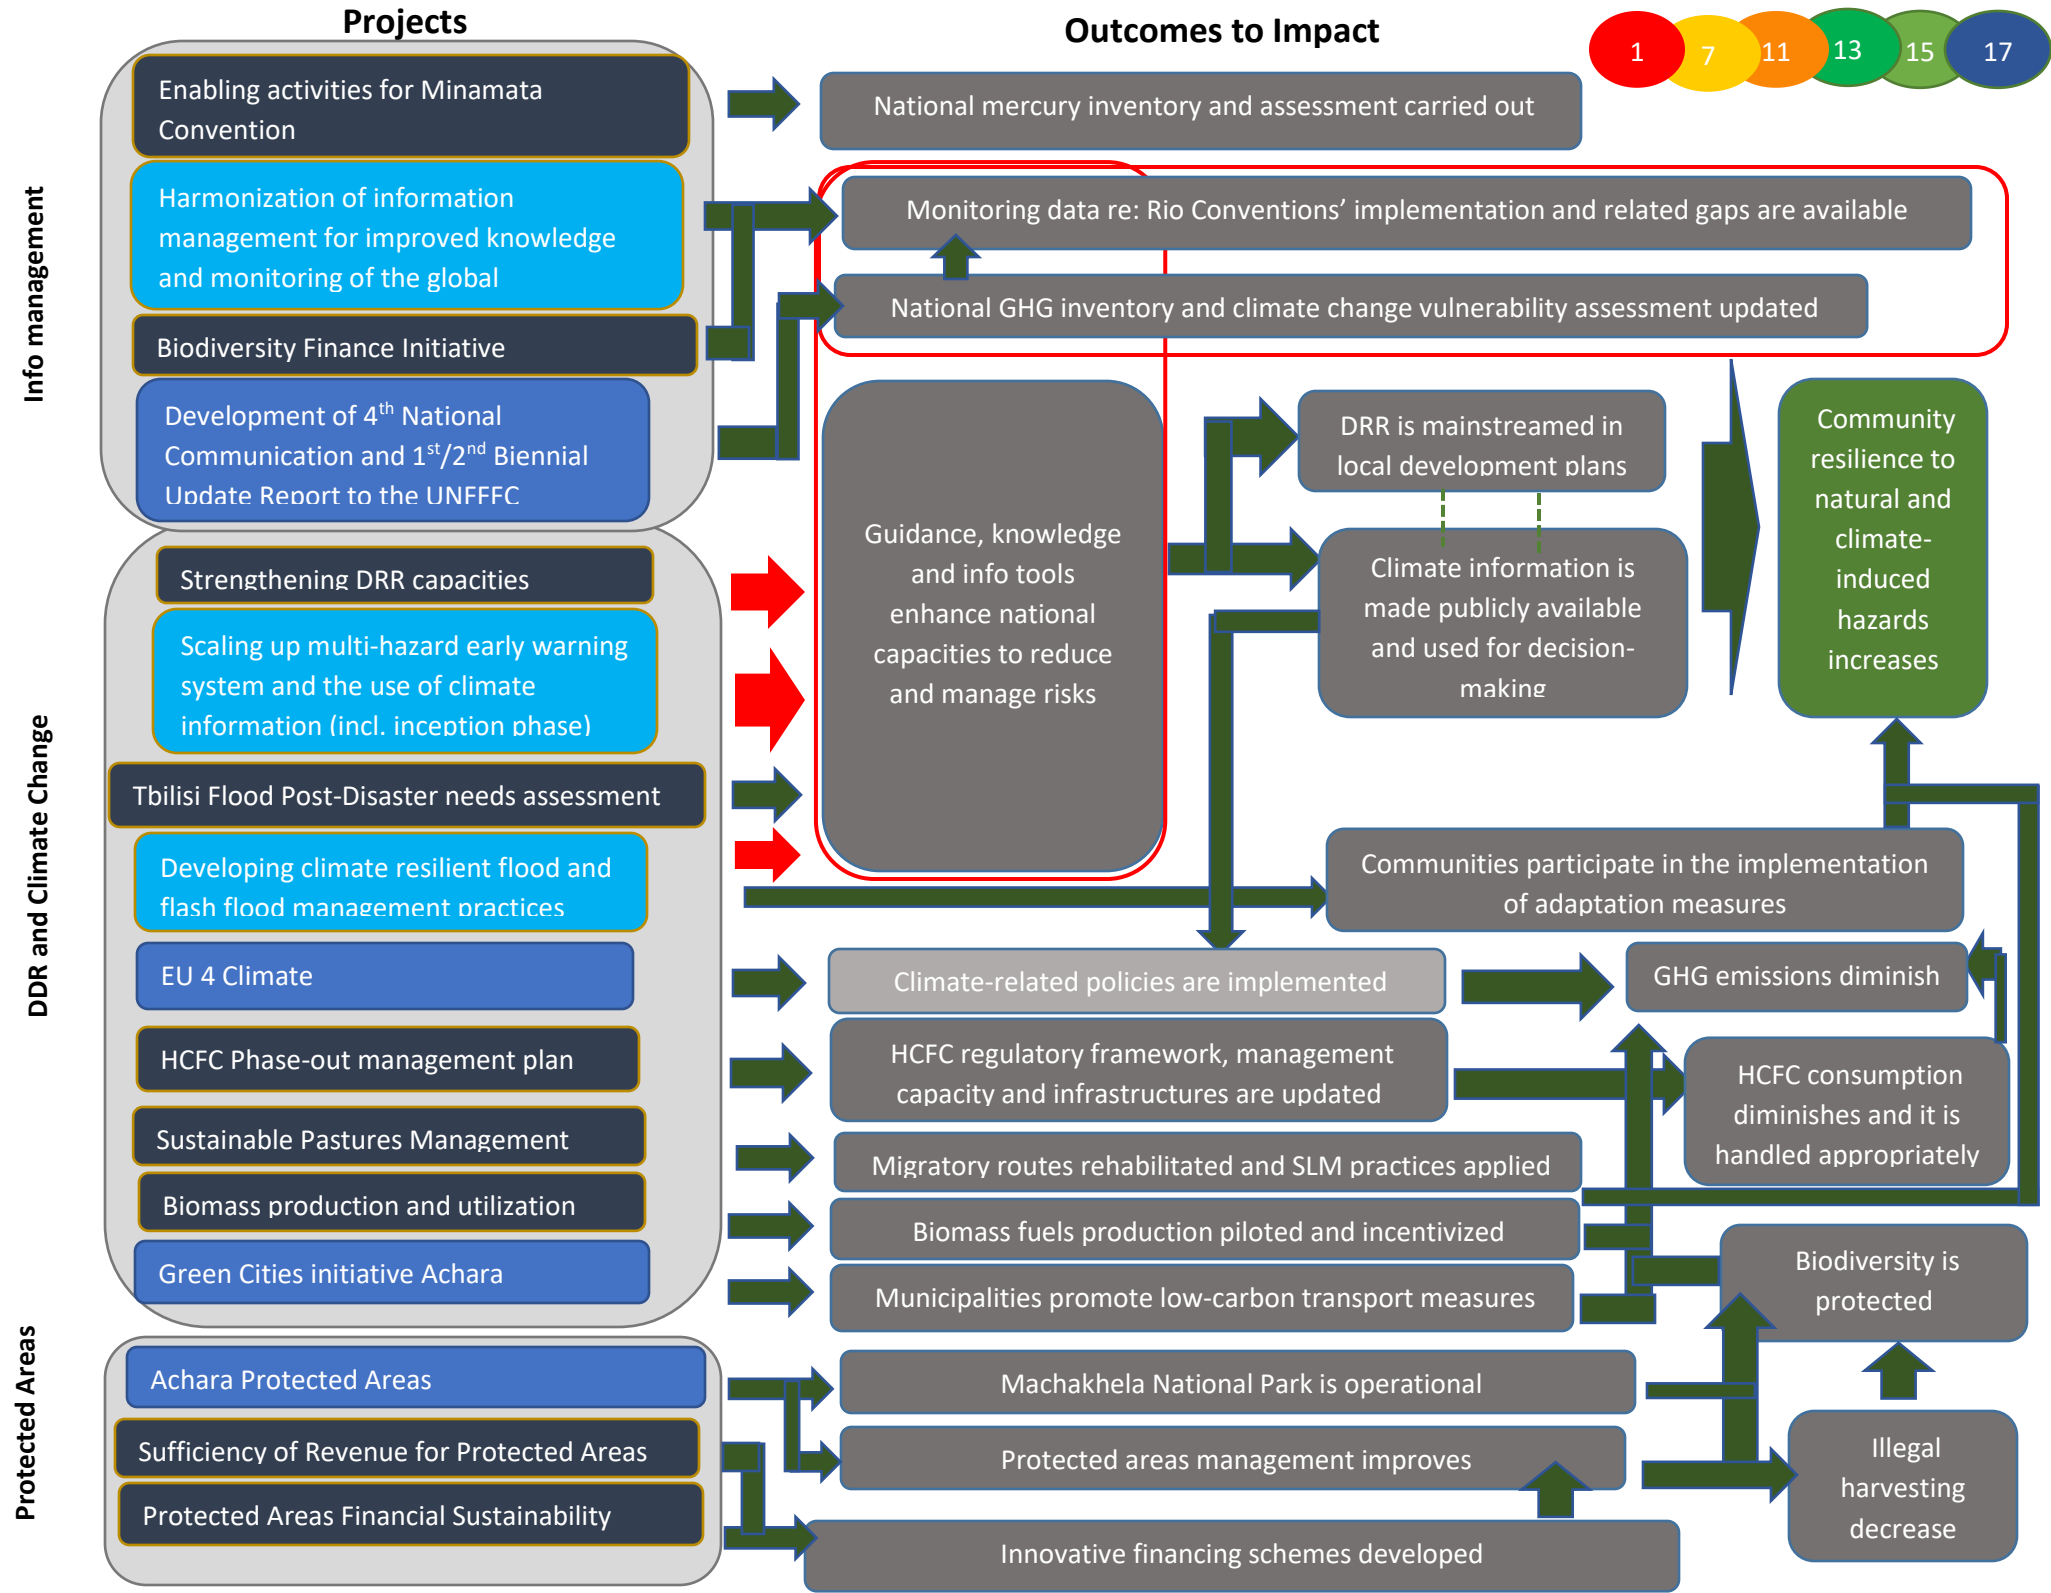 Projects
Outcomes to Impact
1
7
11
13
15
17
Info management
Enabling activities for Minamata
Convention
Harmonization of information
management for improved knowledge
and monitoring of the global
Biodiversity Finance Initiative
Development of 4th National
Communication and 1st/2nd Biennial
Update Report to the UNFFFC
National mercury inventory and assessment carried out
Monitoring data re: Rio Conventions’ implementation and related gaps are available
National GHG inventory and climate change vulnerability assessment updated
DDR and Climate Change
Strengthening DRR capacities
Scaling up multi-hazard early warning
system and the use of climate
information (incl. inception phase)
Tbilisi Flood Post-Disaster needs assessment
Developing climate resilient flood and
flash flood management practices
EU 4 Climate
HCFC Phase-out management plan
Sustainable Pastures Management
Biomass production and utilization
Green Cities initiative Achara
Guidance, knowledge
and info tools
enhance national
capacities to reduce
and manage risks
DRR is mainstreamed in
local development plans
Climate information is
made publicly available
and used for decision-
making
Community
resilience to
natural and
climate-
induced
hazards
increases
Communities participate in the implementation
of adaptation measures
Climate-related policies are implemented
GHG emissions diminish
HCFC regulatory framework, management
capacity and infrastructures are updated
HCFC consumption
diminishes and it is
handled appropriately
Migratory routes rehabilitated and SLM practices applied
Biomass fuels production piloted and incentivized
Municipalities promote low-carbon transport measures
Biodiversity is
protected
Protected Areas
Achara Protected Areas
Sufficiency of Revenue for Protected Areas
Protected Areas Financial Sustainability
Machakhela National Park is operational
Protected areas management improves
Innovative financing schemes developed
Illegal
harvesting
decrease